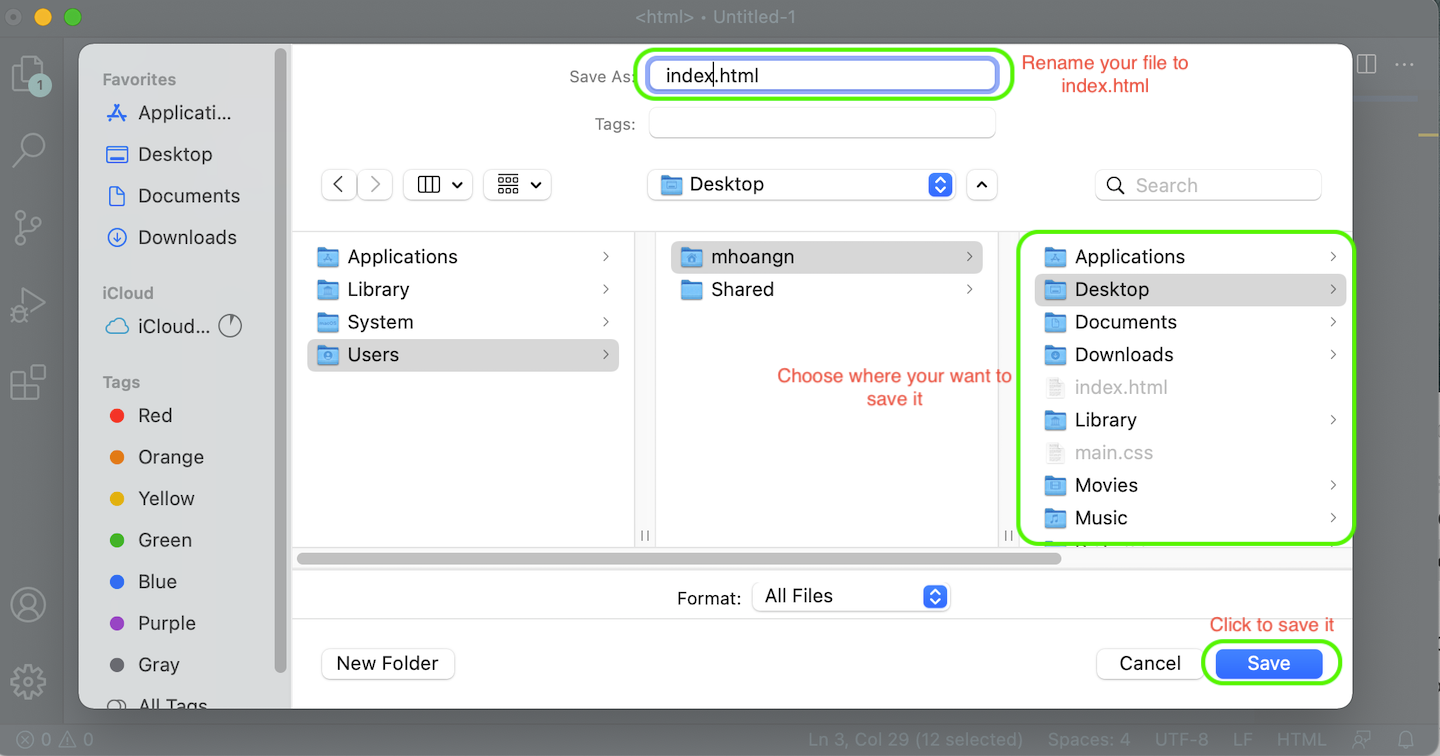 <html> • Untitled-1
Save As:
index.html
Rename your file to
index.html
Tags:
1
Favorites
Applicati...
Desktop
Documents
Downloads
iCloud
iCloud...
Tags
Red
Orange
Yellow
Green
Blue
Purple
Gray
All Tags
Desktop
Search
Applications
Library
System
Users
mhoangn
Shared
Choose where your want to
save it
Applications
Desktop
Documents
Downloads
index.html
Library
main.css
Movies
Music
Format:
All Files
Click to save it
New Folder
Cancel
Save
0 0
Ln 3, Col 29 (12 selected) Spaces: 4 UTF-8 LF HTML